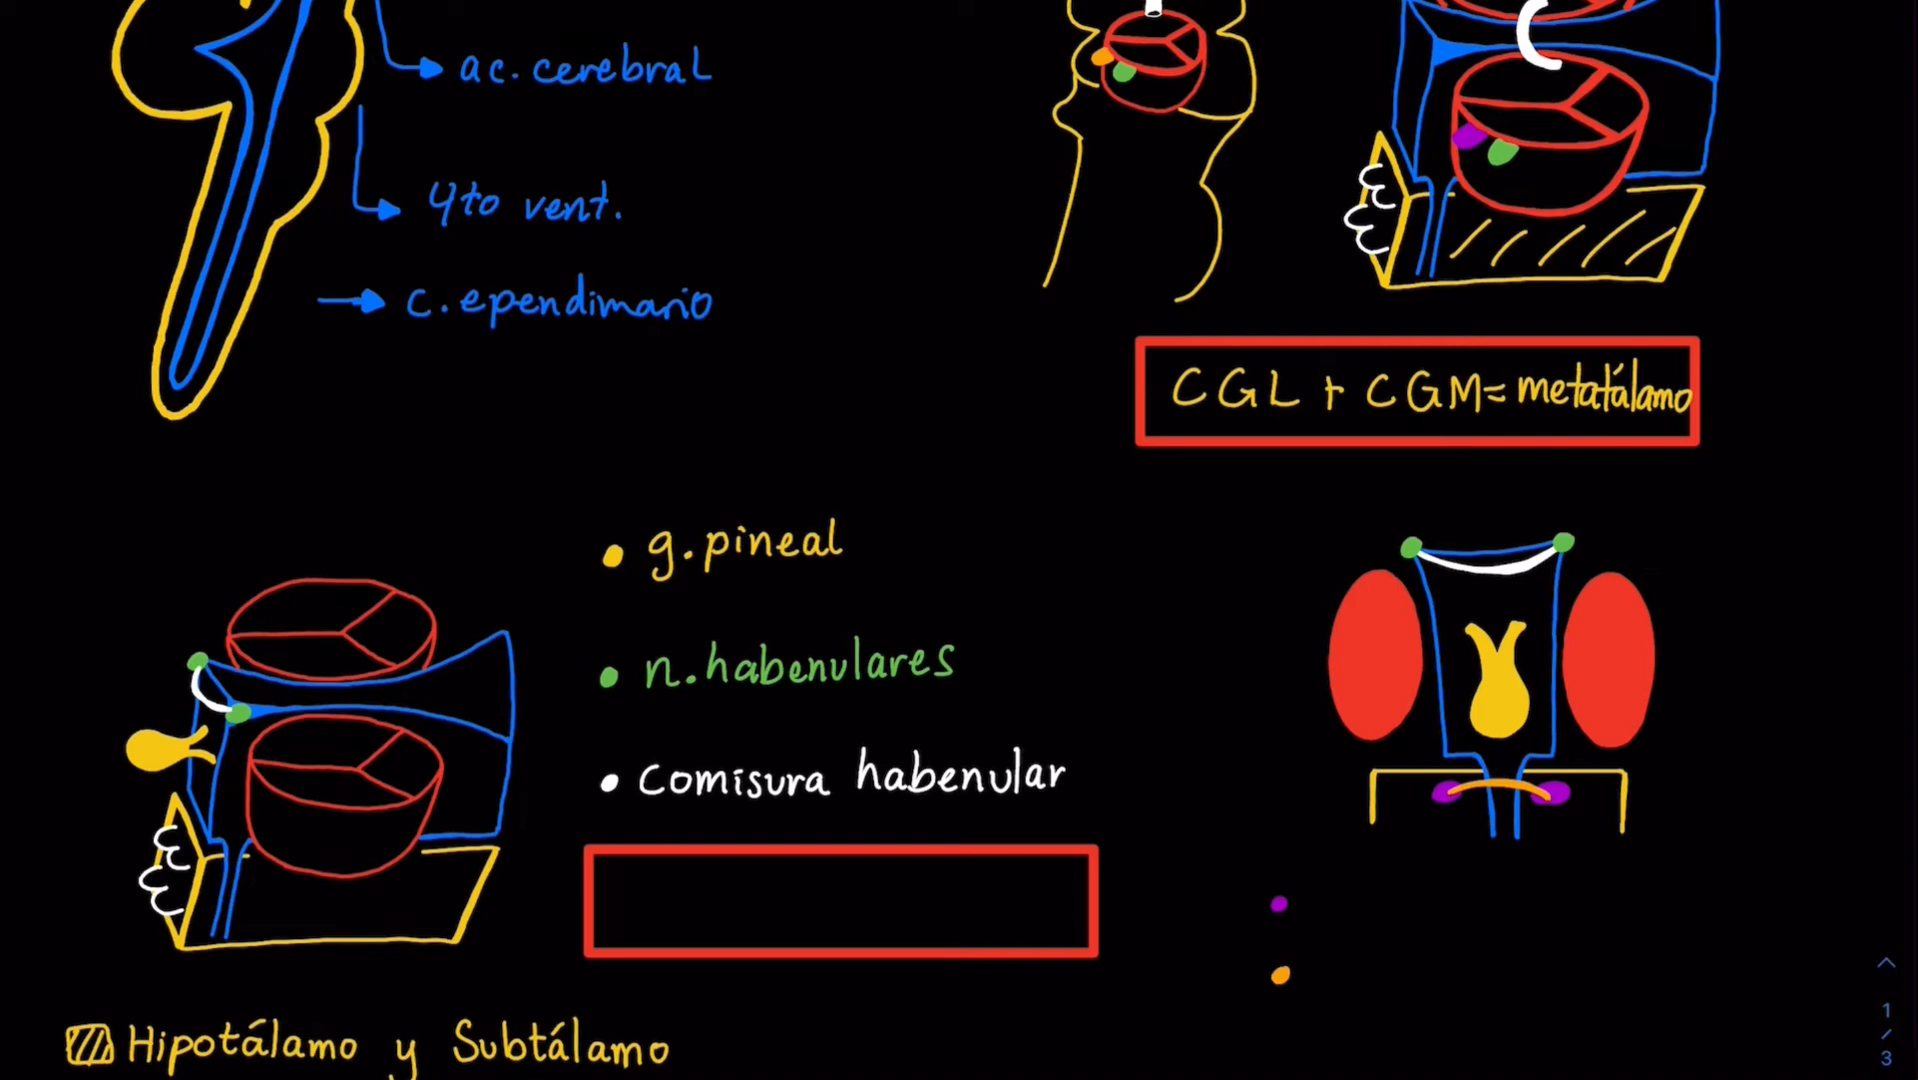 ac. cerebral
4to vent.
c. ependimario
CGL + CGM = metatálamo
g. pineal
n. habenulares
comisura habenular
Hipotálamo y Subtálamo
1
/
3